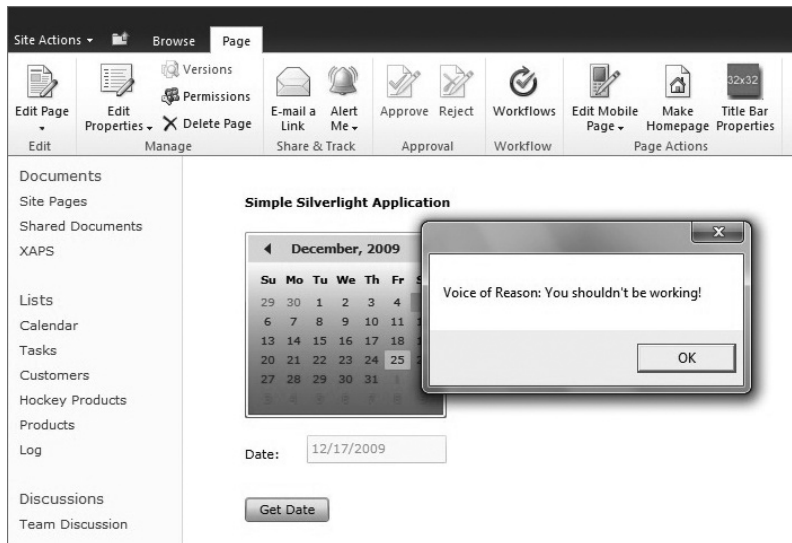 Site Actions Browse Page
Edit Page
Edit Properties
Versions
Permissions
Delete Page
E-mail a Link
Alert Me
Approve
Reject
Workflows
Edit Mobile Page
32x32
Make Homepage
Title Bar Properties
Edit Manage Share & Track Approval Workflow Page Actions
Documents
Site Pages
Shared Documents
XAPS
Lists
Calendar
Tasks
Customers
Hockey Products
Products
Log
Discussions
Team Discussion
Simple Silverlight Application
December, 2009
Su Mo Tu We Th Fr S
29 30 1 2 3 4
6 7 8 9 10 11
13 14 15 16 17 18
20 21 22 23 24 25
27 28 29 30 31 1
Date: 12/17/2009
Get Date
Voice of Reason: You shouldn't be working!
OK